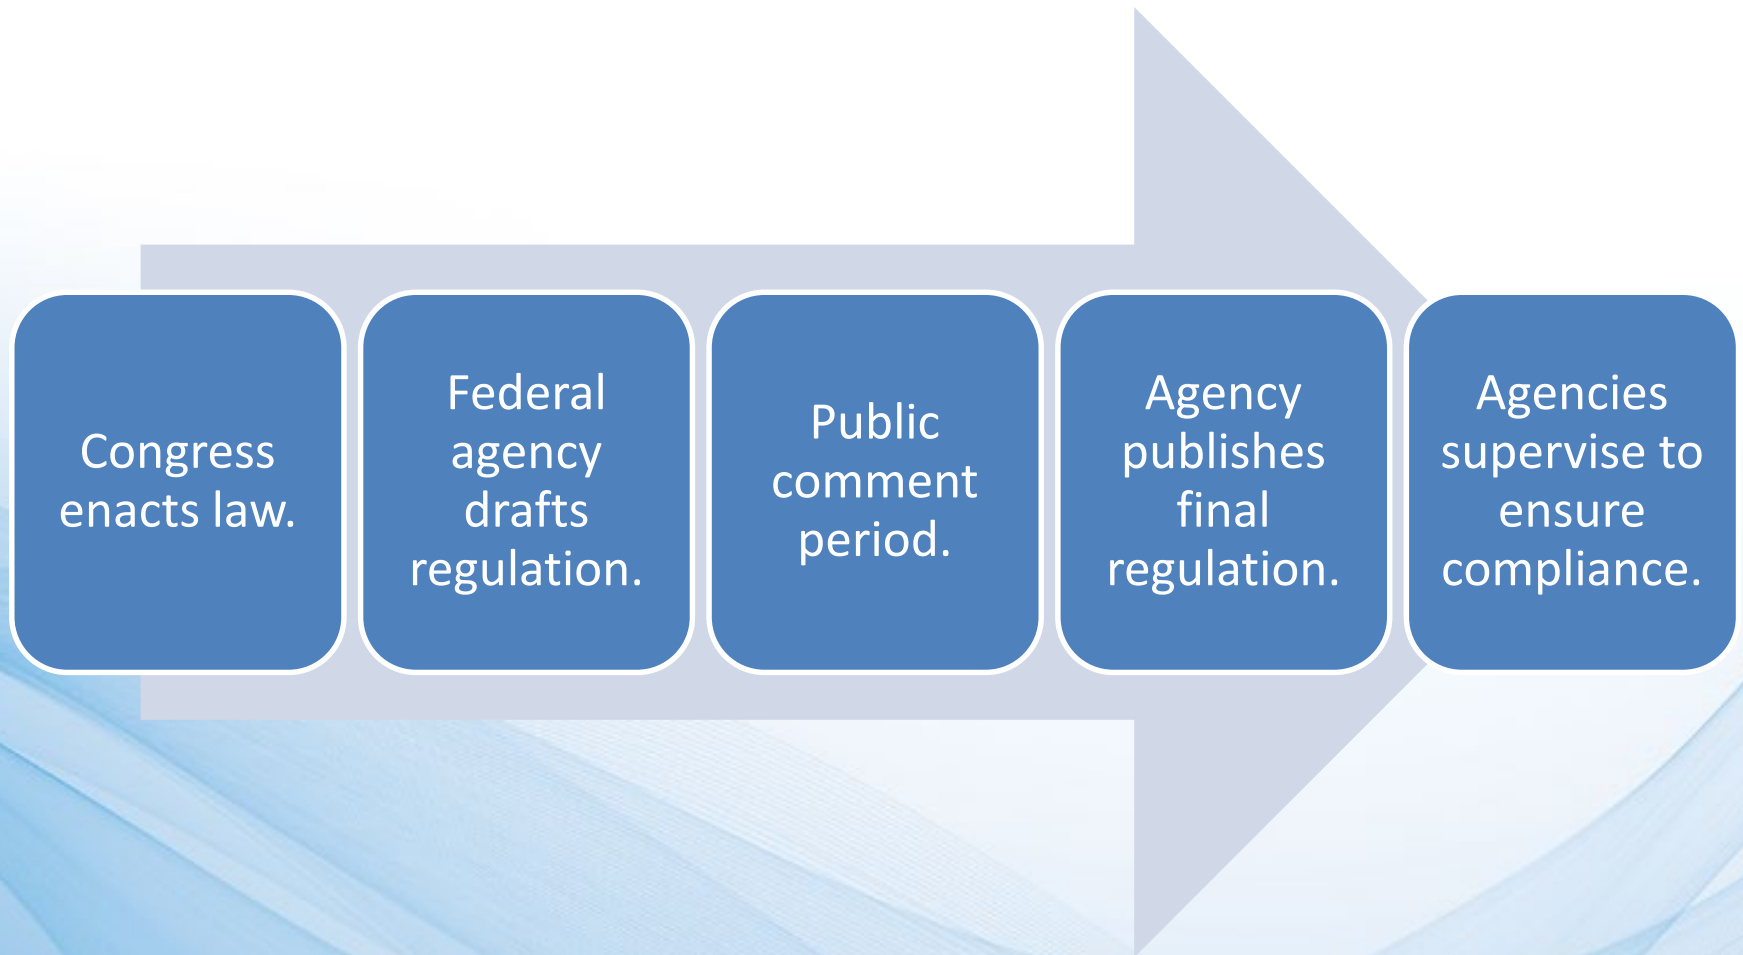 Congress
enacts law.
Federal
agency
drafts
regulation.
Public
comment
period.
Agency
publishes
final
regulation.
Agencies
supervise to
ensure
compliance.